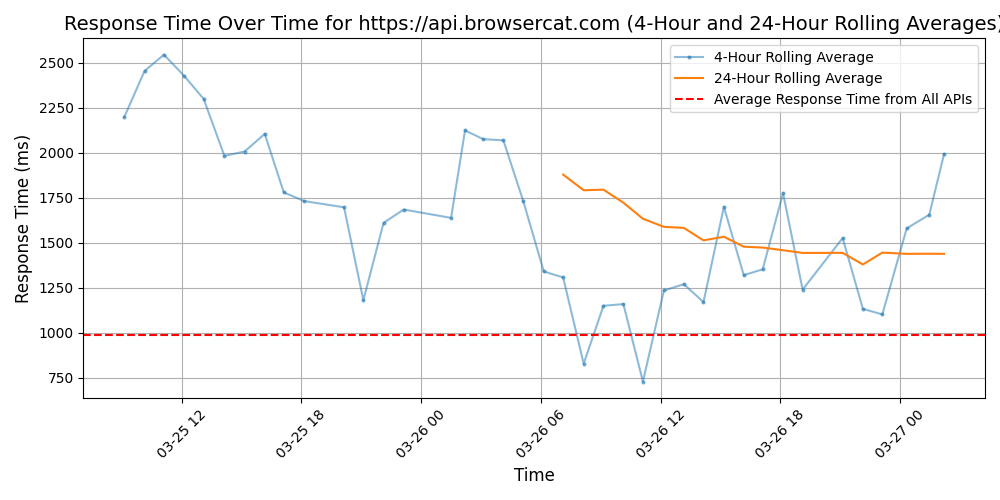 Response Time Over Time for https://api.browsercat.com (4-Hour and 24-Hour Rolling Averages)
4-Hour Rolling Average
24-Hour Rolling Average
Average Response Time from All APIs
Response Time (ms)
2500
2250
2000
1750
1500
1250
1000
750
03-25 12
03-25 18
03-26 00
03-26 06
03-26 12
03-26 18
03-27 00
Time